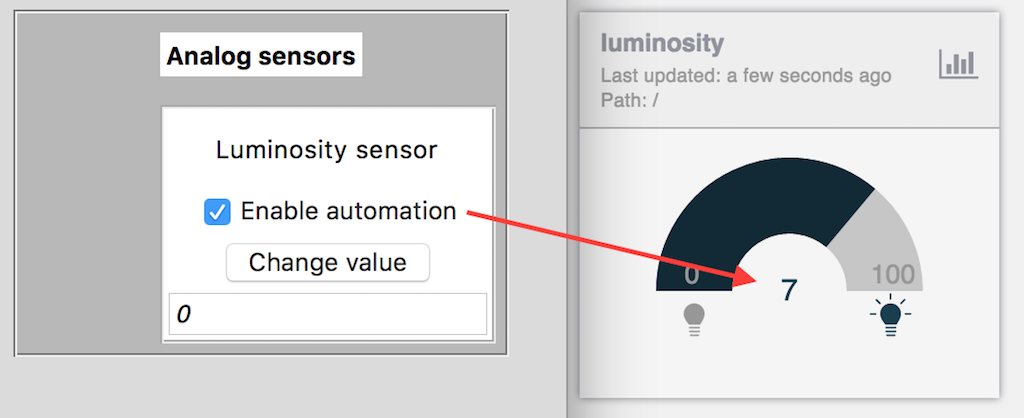 Analog sensors
Luminosity sensor
Enable automation
Change value
0
luminosity
Last updated: a few seconds ago
Path: /
0
7
100